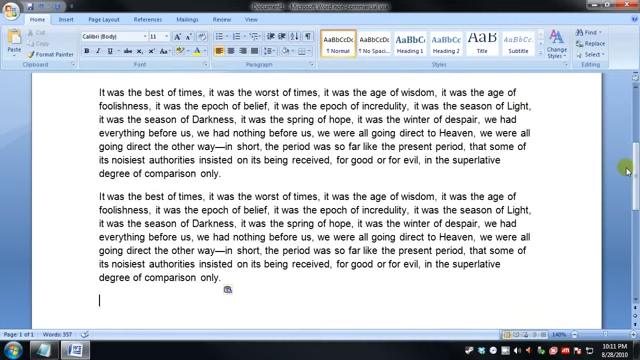 Document1 - Microsoft Word non-commercial use
Home Insert Page Layout References Mailings Review View
Paste
Cut
Copy
Format Painter
Clipboard
Calibri (Body) 11
Font
Paragraph
AaBbCcDc AaBbCcDc AaBbCc AaBbCc AaB AaBbCc
¶ Normal ¶ No Spaci... Heading 1 Heading 2 Title Subtitle
Change
Styles
Styles
Find
Replace
Select
Editing
It was the best of times, it was the worst of times, it was the age of wisdom, it was the age of
foolishness, it was the epoch of belief, it was the epoch of incredulity, it was the season of Light,
it was the season of Darkness, it was the spring of hope, it was the winter of despair, we had
everything before us, we had nothing before us, we were all going direct to Heaven, we were all
going direct the other way—in short, the period was so far like the present period, that some of
its noisiest authorities insisted on its being received, for good or for evil, in the superlative
degree of comparison only.
It was the best of times, it was the worst of times, it was the age of wisdom, it was the age of
foolishness, it was the epoch of belief, it was the epoch of incredulity, it was the season of Light,
it was the season of Darkness, it was the spring of hope, it was the winter of despair, we had
everything before us, we had nothing before us, we were all going direct to Heaven, we were all
going direct the other way—in short, the period was so far like the present period, that some of
its noisiest authorities insisted on its being received, for good or for evil, in the superlative
degree of comparison only.
Page: 1 of 1 Words: 357
140%
10:11 PM
8/28/2010